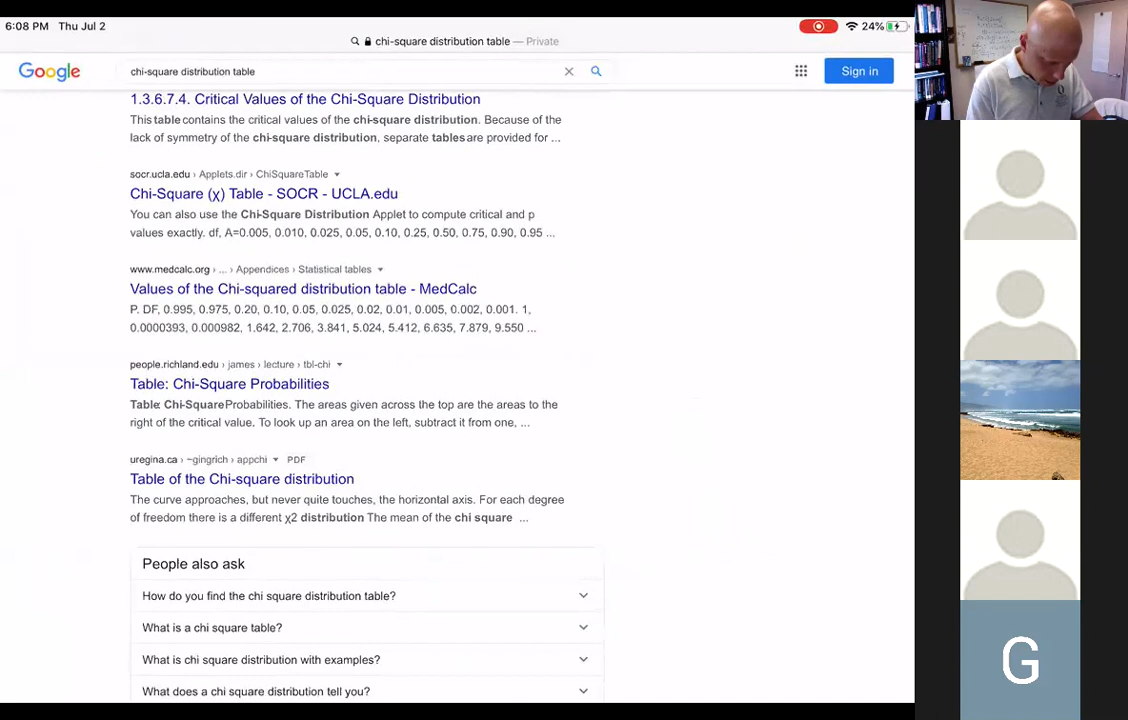 6:08 PM Thu Jul 2
24%
chi-square distribution table — Private
Google
chi-square distribution table
Sign in
1.3.6.7.4. Critical Values of the Chi-Square Distribution
This table contains the critical values of the chi-square distribution. Because of the
lack of symmetry of the chi-square distribution, separate tables are provided for ...
socr.ucla.edu › Applets.dir › ChiSquareTable
Chi-Square (χ) Table - SOCR - UCLA.edu
You can also use the Chi-Square Distribution Applet to compute critical and p
values exactly. df, A=0.005, 0.010, 0.025, 0.05, 0.10, 0.25, 0.50, 0.75, 0.90, 0.95 ...
www.medcalc.org › ... › Appendices › Statistical tables
Values of the Chi-squared distribution table - MedCalc
P. DF, 0.995, 0.975, 0.20, 0.10, 0.05, 0.025, 0.02, 0.01, 0.005, 0.002, 0.001. 1,
0.0000393, 0.000982, 1.642, 2.706, 3.841, 5.024, 5.412, 6.635, 7.879, 9.550 ...
people.richland.edu › james › lecture › tbl-chi
Table: Chi-Square Probabilities
Table: Chi-Square Probabilities. The areas given across the top are the areas to the
right of the critical value. To look up an area on the left, subtract it from one, ...
uregina.ca › ~gingrich › appchi PDF
Table of the Chi-square distribution
The curve approaches, but never quite touches, the horizontal axis. For each degree
of freedom there is a different χ2 distribution The mean of the chi square ...
People also ask
How do you find the chi square distribution table?
What is a chi square table?
What is chi square distribution with examples?
What does a chi square distribution tell you?
G